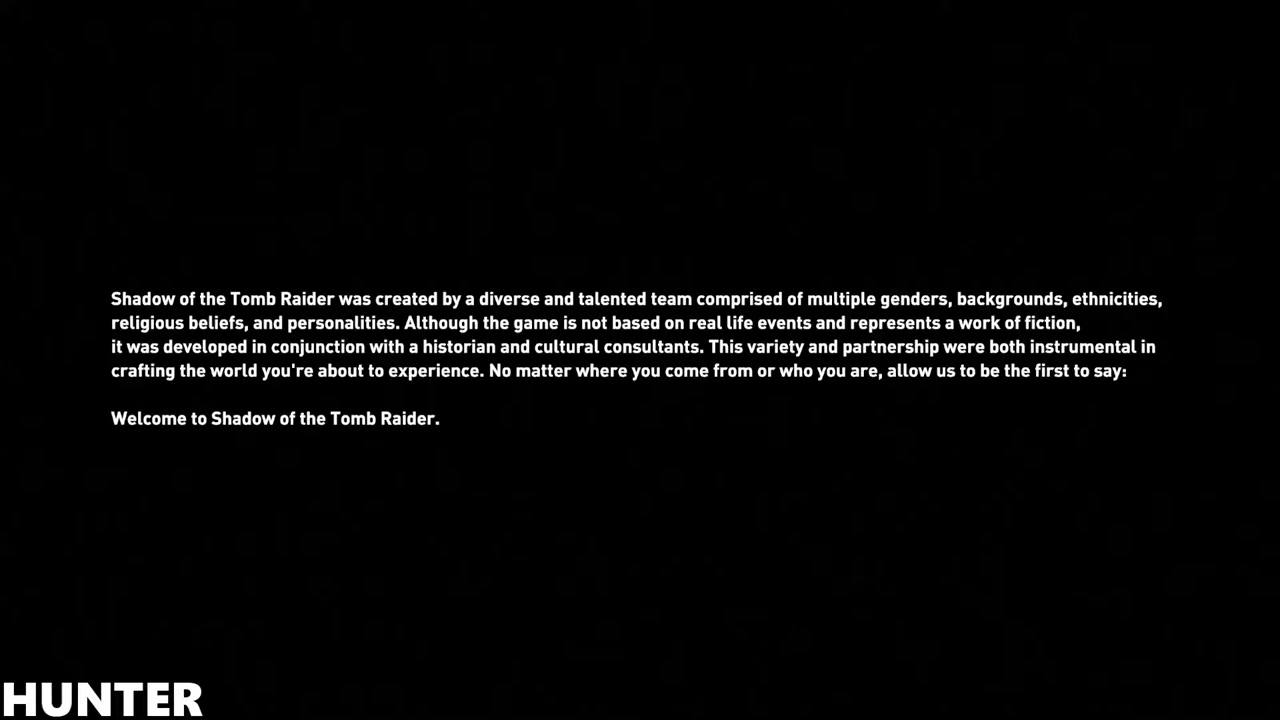 Shadow of the Tomb Raider was created by a diverse and talented team comprised of multiple genders, backgrounds, ethnicities,
religious beliefs, and personalities. Although the game is not based on real life events and represents a work of fiction,
it was developed in conjunction with a historian and cultural consultants. This variety and partnership were both instrumental in
crafting the world you're about to experience. No matter where you come from or who you are, allow us to be the first to say:
Welcome to Shadow of the Tomb Raider.
HUNTER